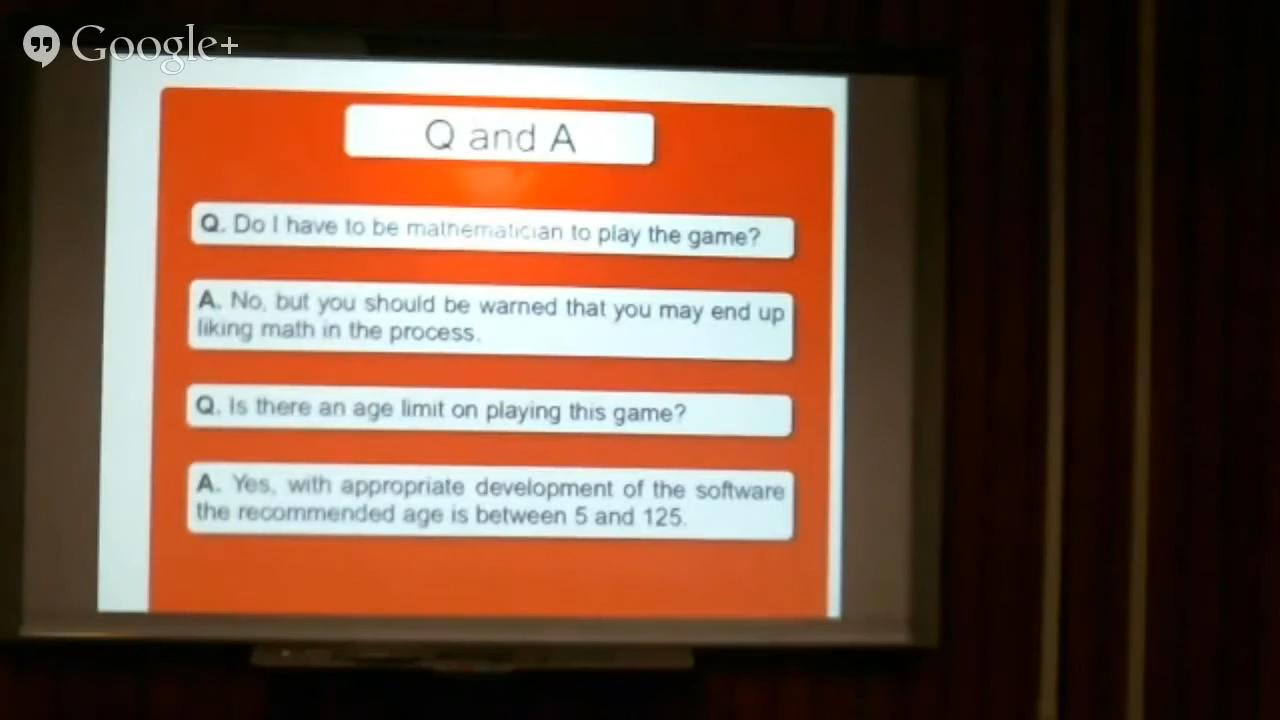 Google+
Q and A
Q. Do I have to be mathematician to play the game?
A. No, but you should be warned that you may end up
liking math in the process.
Q. Is there an age limit on playing this game?
A. Yes, with appropriate development of the software
the recommended age is between 5 and 125.